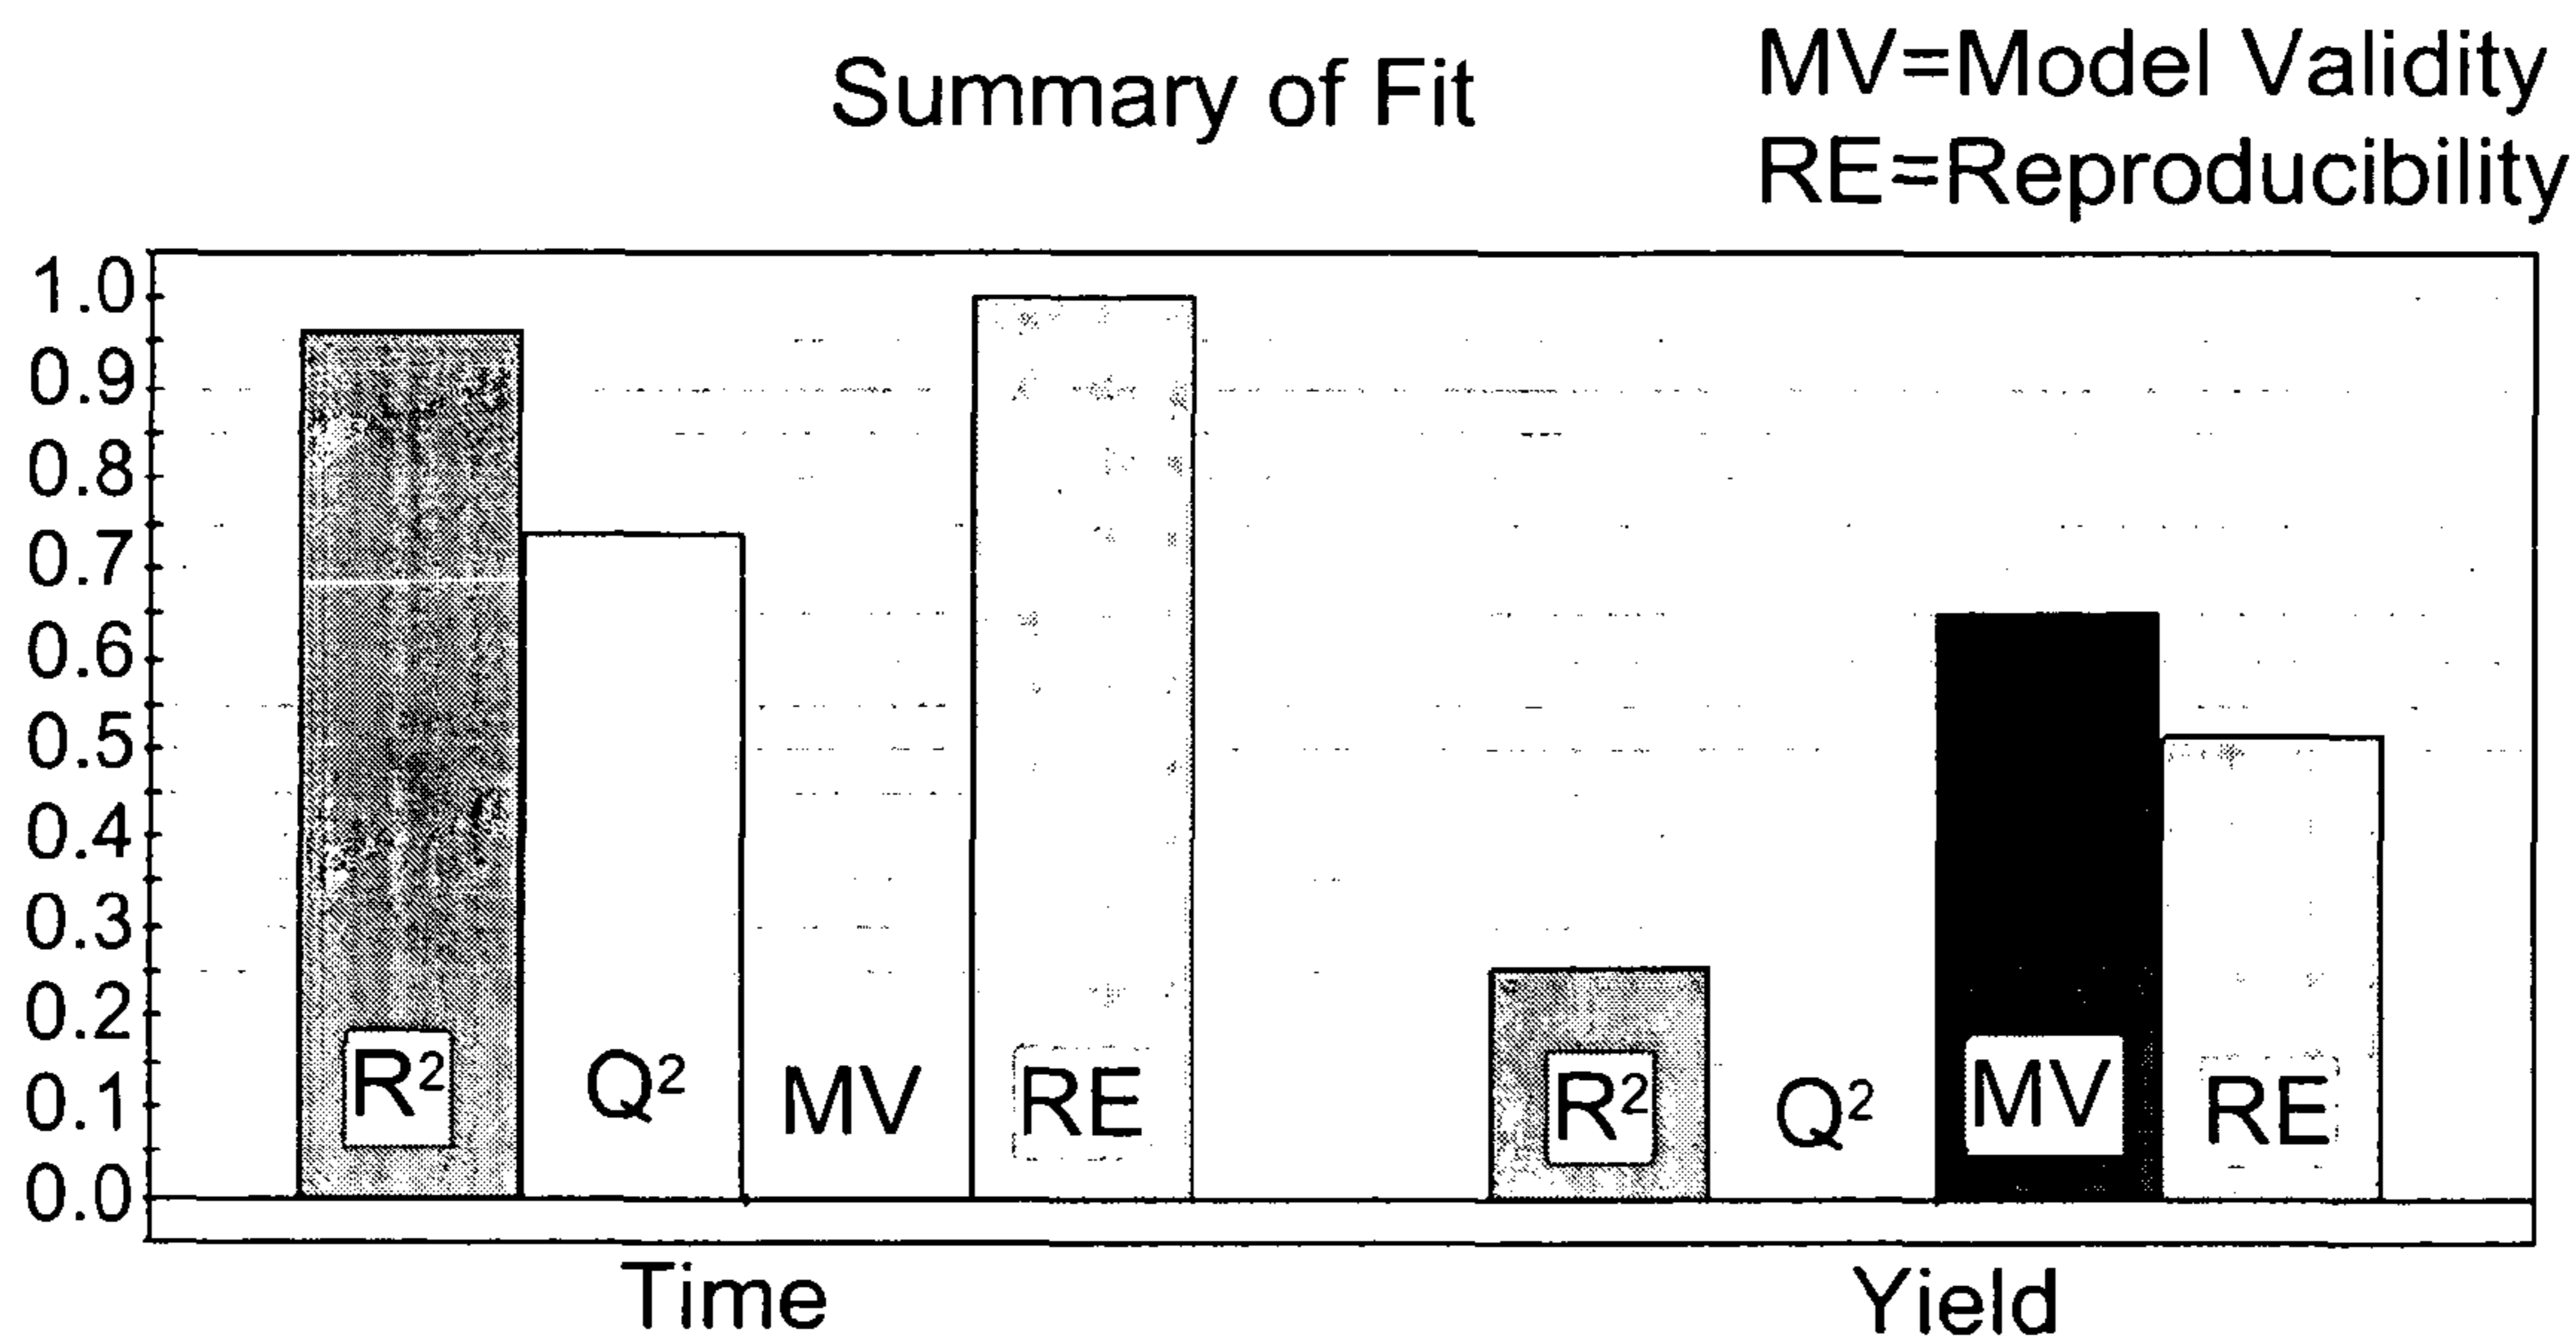 Summary of Fit
MV=Model Validity
RE=Reproducibility
1.0
0.9
0.8
0.7
0.6
0.5
0.4
0.3
0.2
0.1
0.0
R² Q² MV RE R² Q² MV RE
Time Yield